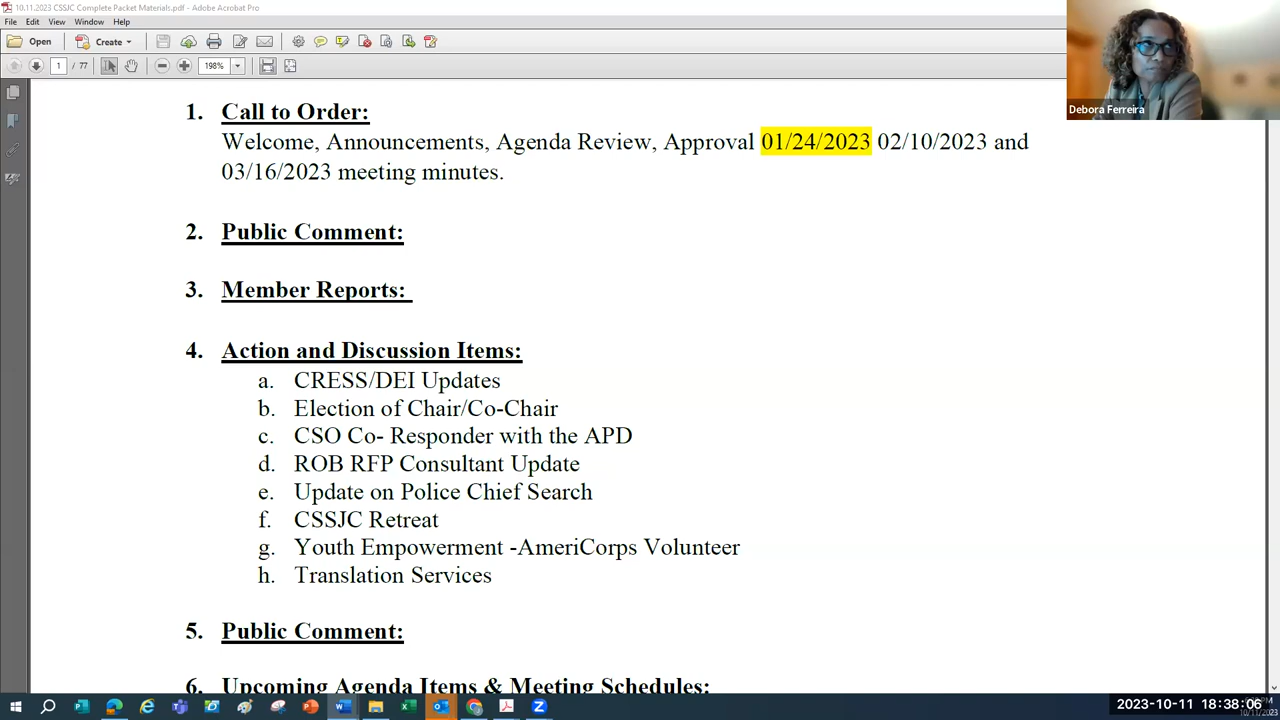 10.11.2023 CSSJC Complete Packet Materials.pdf - Adobe Acrobat Pro
File Edit View Window Help
Open Create
1 / 77 198%
Debora Ferreira
1. Call to Order:
Welcome, Announcements, Agenda Review, Approval 01/24/2023 02/10/2023 and
03/16/2023 meeting minutes.
2. Public Comment:
3. Member Reports:
4. Action and Discussion Items:
a. CRESS/DEI Updates
b. Election of Chair/Co-Chair
c. CSO Co- Responder with the APD
d. ROB RFP Consultant Update
e. Update on Police Chief Search
f. CSSJC Retreat
g. Youth Empowerment -AmeriCorps Volunteer
h. Translation Services
5. Public Comment:
6. Upcoming Agenda Items & Meeting Schedules:
2023-10-11 18:38:06